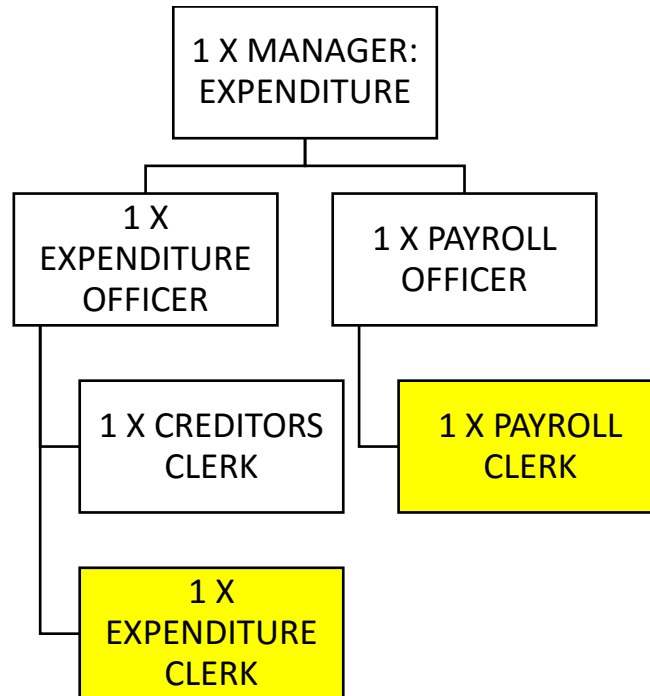 1 X MANAGER:
EXPENDITURE
1 X
EXPENDITURE
OFFICER
1 X PAYROLL
OFFICER
1 X CREDITORS
CLERK
1 X PAYROLL
CLERK
1 X
EXPENDITURE
CLERK